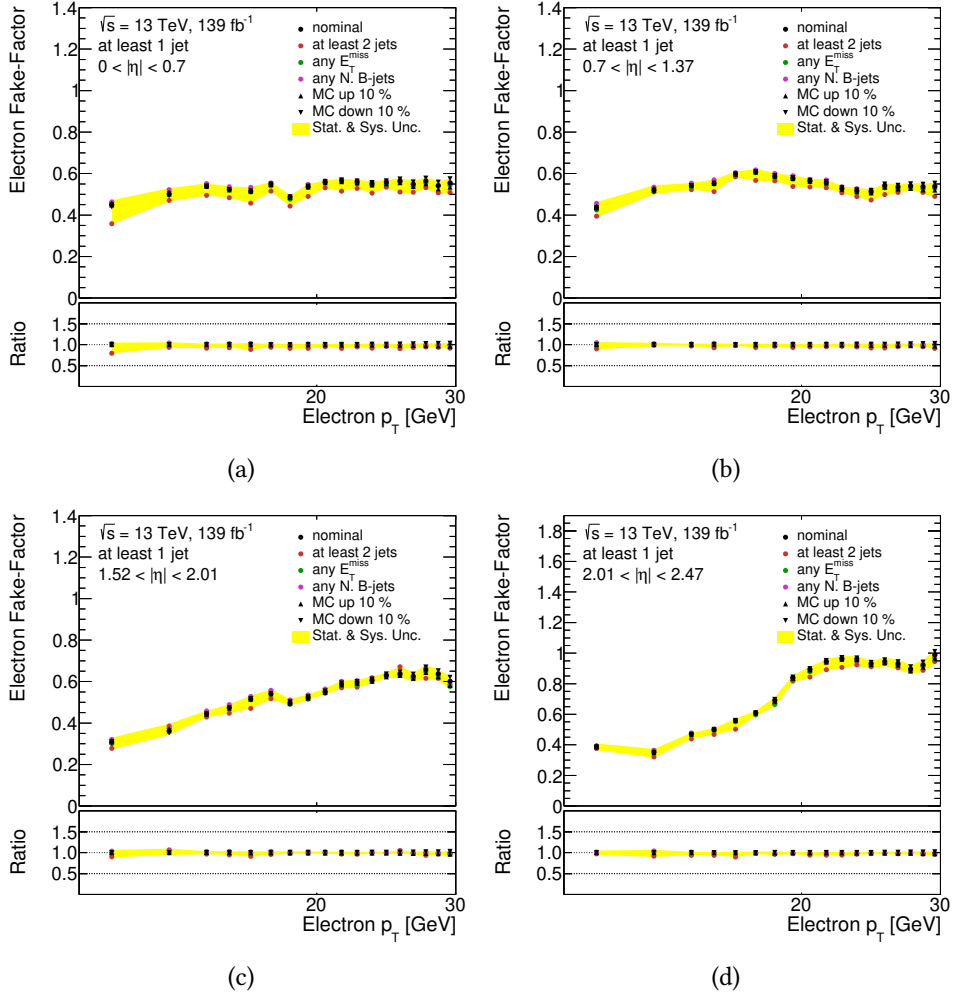 √s = 13 TeV, 139 fb⁻¹
at least 1 jet
0 < |η| < 0.7
nominal
at least 2 jets
any E_T^miss
any N. B-jets
MC up 10 %
MC down 10 %
Stat. & Sys. Unc.
Electron Fake-Factor
1.4
1.2
1
0.8
0.6
0.4
0.2
0
Ratio
1.5
1.0
0.5
20
30
Electron p_T [GeV]
(a)
√s = 13 TeV, 139 fb⁻¹
at least 1 jet
0.7 < |η| < 1.37
nominal
at least 2 jets
any E_T^miss
any N. B-jets
MC up 10 %
MC down 10 %
Stat. & Sys. Unc.
Electron Fake-Factor
1.4
1.2
1
0.8
0.6
0.4
0.2
0
Ratio
1.5
1.0
0.5
20
30
Electron p_T [GeV]
(b)
√s = 13 TeV, 139 fb⁻¹
at least 1 jet
1.52 < |η| < 2.01
nominal
at least 2 jets
any E_T^miss
any N. B-jets
MC up 10 %
MC down 10 %
Stat. & Sys. Unc.
Electron Fake-Factor
1.4
1.2
1
0.8
0.6
0.4
0.2
0
Ratio
1.5
1.0
0.5
20
30
Electron p_T [GeV]
(c)
√s = 13 TeV, 139 fb⁻¹
at least 1 jet
2.01 < |η| < 2.47
nominal
at least 2 jets
any E_T^miss
any N. B-jets
MC up 10 %
MC down 10 %
Stat. & Sys. Unc.
Electron Fake-Factor
1.8
1.6
1.4
1.2
1
0.8
0.6
0.4
0.2
0
Ratio
1.5
1.0
0.5
20
30
Electron p_T [GeV]
(d)